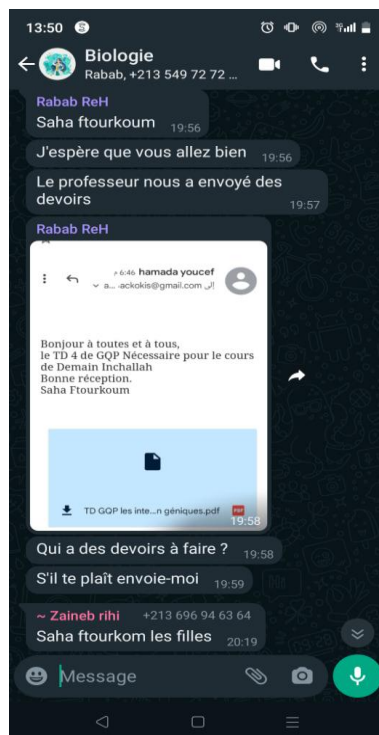 13:50
Biologie
Rabab, +213 549 72 72 ...
Rabab ReH
Saha ftourkoum 19:56
J'espère que vous allez bien 19:56
Le professeur nous a envoyé des
devoirs 19:57
Rabab ReH
6:46 م hamada youcef
إلى a... .ackokis@gmail.com
Bonjour à toutes et à tous,
le TD 4 de GQP Nécessaire pour le cours
de Demain Inchallah
Bonne réception.
Saha Ftourkoum
TD GQP les inte...n géniques.pdf PDF
19:58
Qui a des devoirs à faire ? 19:58
S'il te plaît envoie-moi 19:59
~ Zaineb rihi +213 696 94 63 64
Saha ftourkom les filles 20:19
Message